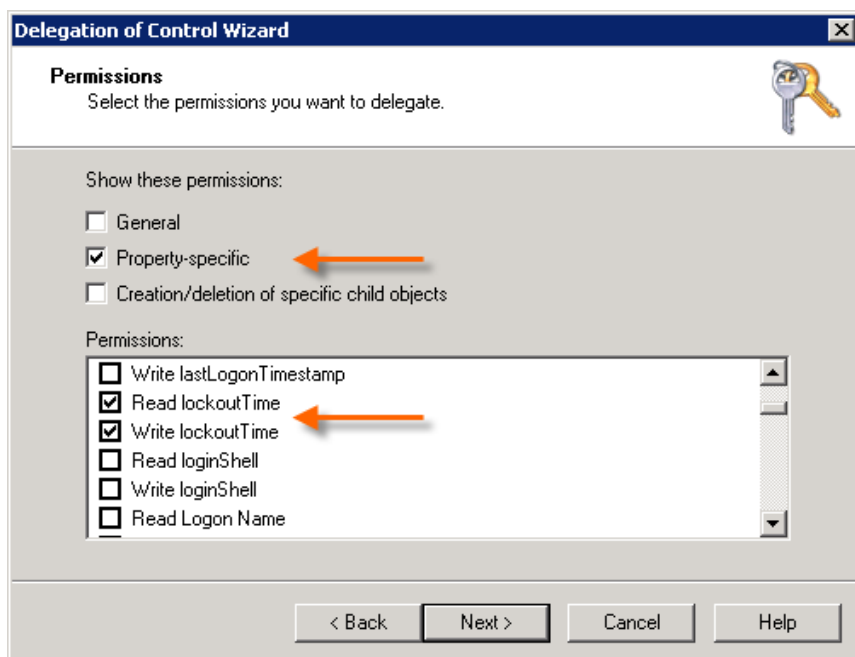 Delegation of Control Wizard
Permissions
Select the permissions you want to delegate.
Show these permissions:
General
Property-specific
Creation/deletion of specific child objects
Permissions:
Write lastLogonTimestamp
Read lockoutTime
Write lockoutTime
Read loginShell
Write loginShell
Read Logon Name
< Back Next > Cancel Help